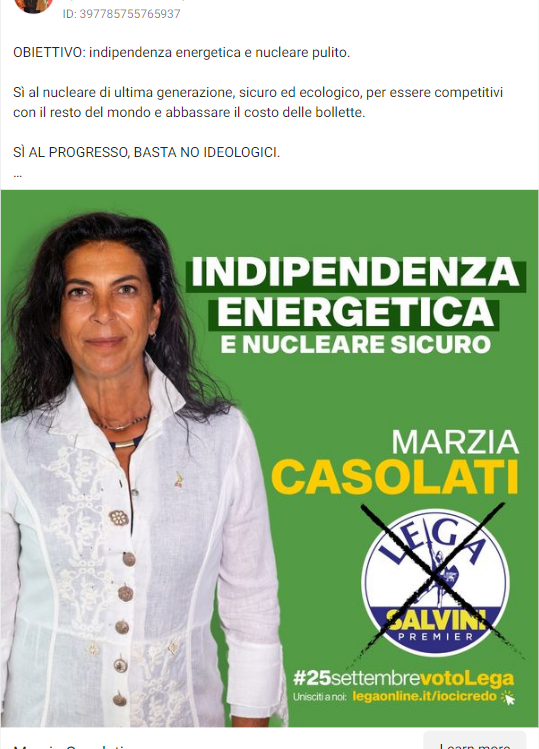 ID: 397785755765937
OBIETTIVO: indipendenza energetica e nucleare pulito.
Sì al nucleare di ultima generazione, sicuro ed ecologico, per essere competitivi
con il resto del mondo e abbassare il costo delle bollette.
SÌ AL PROGRESSO, BASTA NO IDEOLOGICI.
...
INDIPENDENZA
ENERGETICA
E NUCLEARE SICURO
MARZIA
CASOLATI
LEGA
SALVINI
PREMIER
#25settembrevotoLega
Unisciti a noi: legaonline.it/iocicredo
Marzia Casolati
Learn more